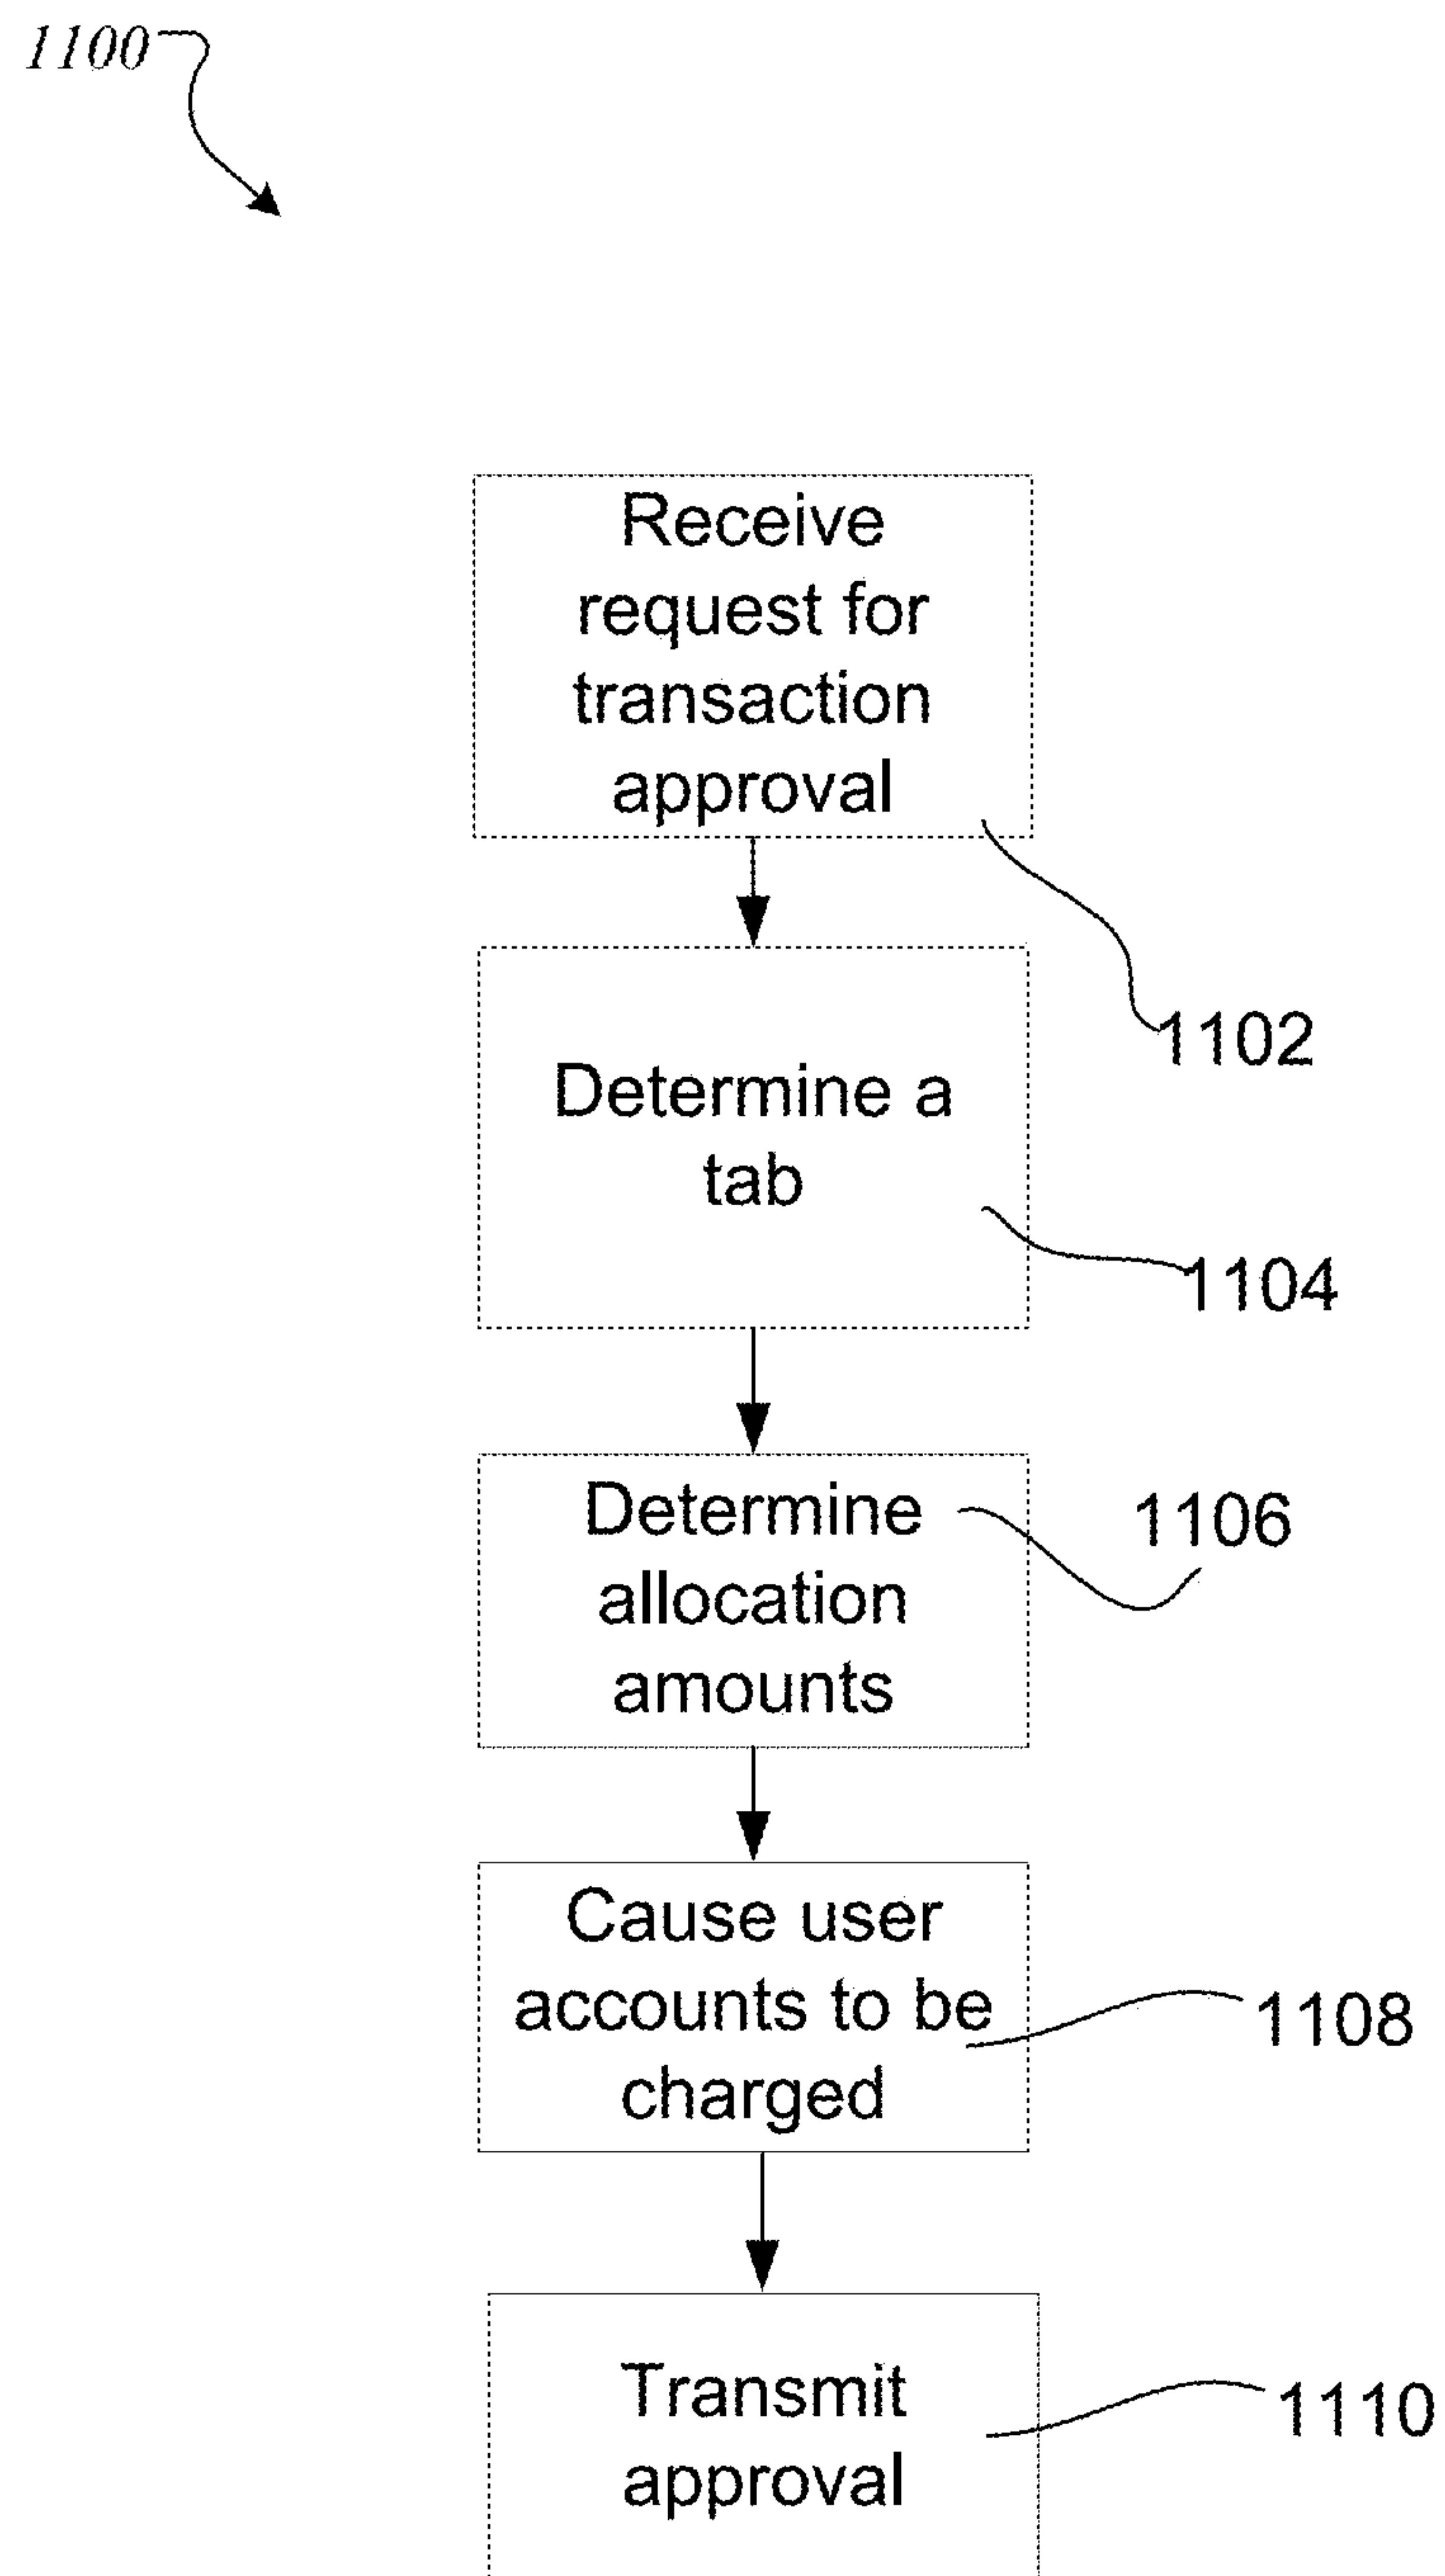 1100
Receive
request for
transaction
approval
1102
Determine a
tab
1104
Determine
allocation
amounts
1106
Cause user
accounts to be
charged
1108
Transmit
approval
1110